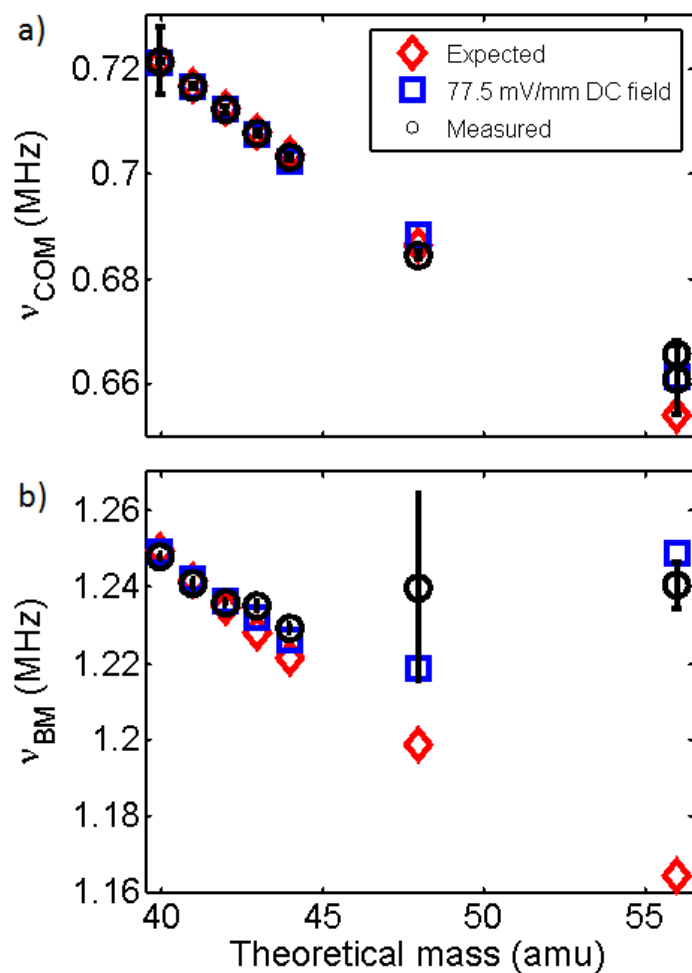 a)
0.72
0.7
0.68
0.66
ν_COM (MHz)
Expected
77.5 mV/mm DC field
Measured
b)
1.26
1.24
1.22
1.2
1.18
1.16
ν_BM (MHz)
40
45
50
55
Theoretical mass (amu)